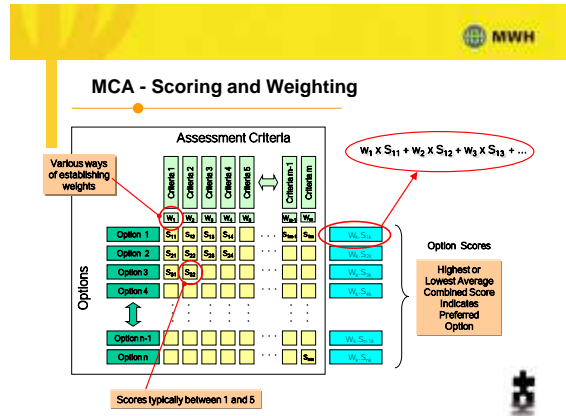 MWH
MCA - Scoring and Weighting
Assessment Criteria
w₁ X S₁₁ + w₂ X S₁₂ + w₃ X S₁₃ + ...
Various ways
of establishing
weights
Criteria 1
Criteria 2
Criteria 3
Criteria 4
Criteria 5
Criteria m-1
Criteria m
W₁ W₂ W₃ W₄
Options
Option 1 S₁₁ S₁₂ S₁₃ S₁₄ . . .
Option 2 S₂₁ S₂₂ S₂₃ S₂₄
Option 3
Option 4
Option n-1
Option n
Option Scores
Highest or
Lowest Average
Combined Score
Indicates
Preferred
Option
Scores typically between 1 and 5